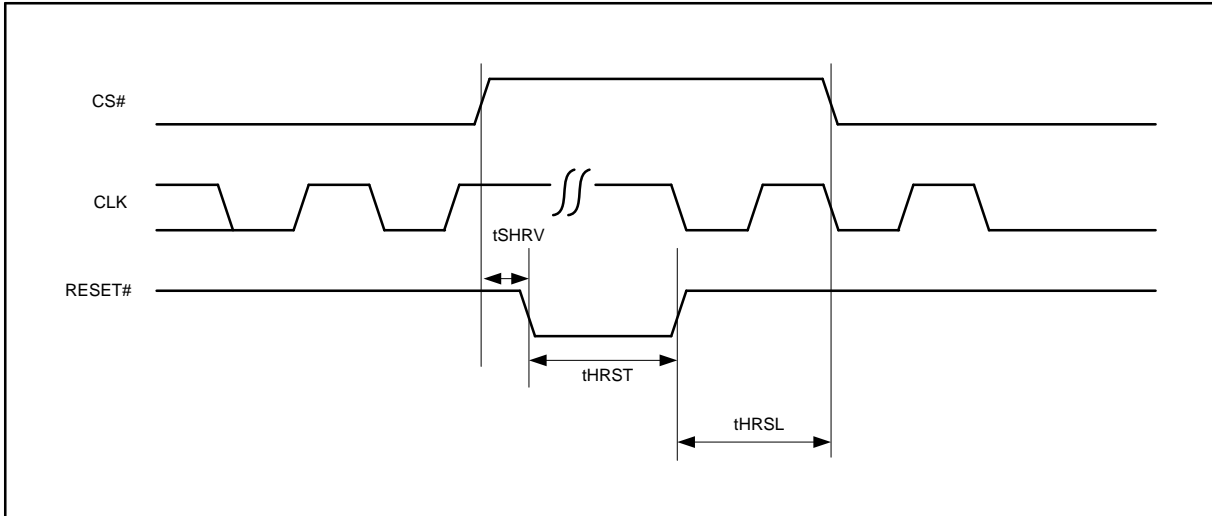 CS#
CLK
tSHRV
RESET#
tHRST
tHRSL